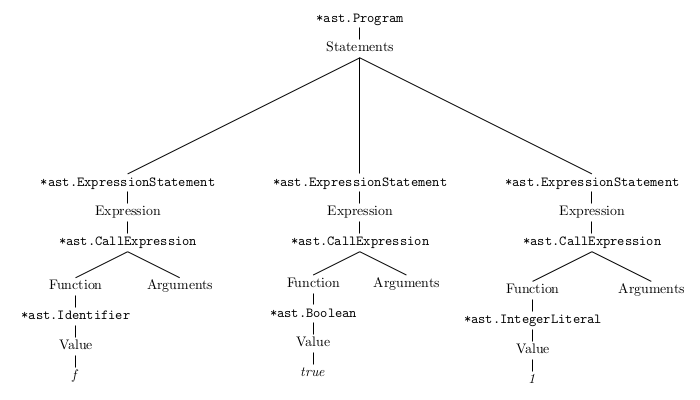 *ast.Program
Statements
*ast.ExpressionStatement *ast.ExpressionStatement *ast.ExpressionStatement
Expression Expression Expression
*ast.CallExpression *ast.CallExpression *ast.CallExpression
Function Arguments Function Arguments Function Arguments
*ast.Identifier *ast.Boolean *ast.IntegerLiteral
Value Value Value
f true 1